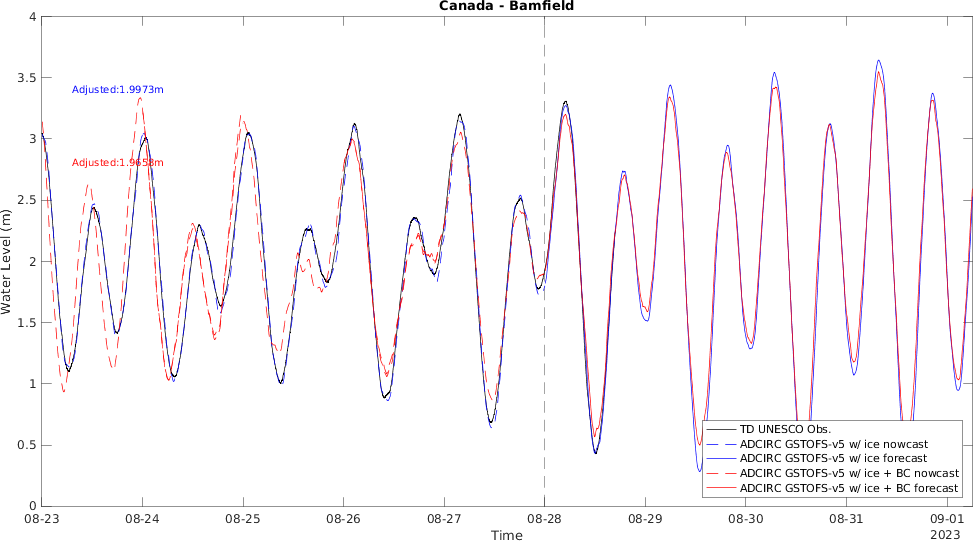 Canada - Bamfield
4
3.5
3
2.5
2
1.5
1
0.5
0
Water Level (m)
Adjusted:1.9973m
Adjusted:1.9653m
TD UNESCO Obs.
ADCIRC GSTOFS-v5 w/ ice nowcast
ADCIRC GSTOFS-v5 w/ ice forecast
ADCIRC GSTOFS-v5 w/ ice + BC nowcast
ADCIRC GSTOFS-v5 w/ ice + BC forecast
08-23 08-24 08-25 08-26 08-27 08-28 08-29 08-30 08-31 09-01
2023
Time